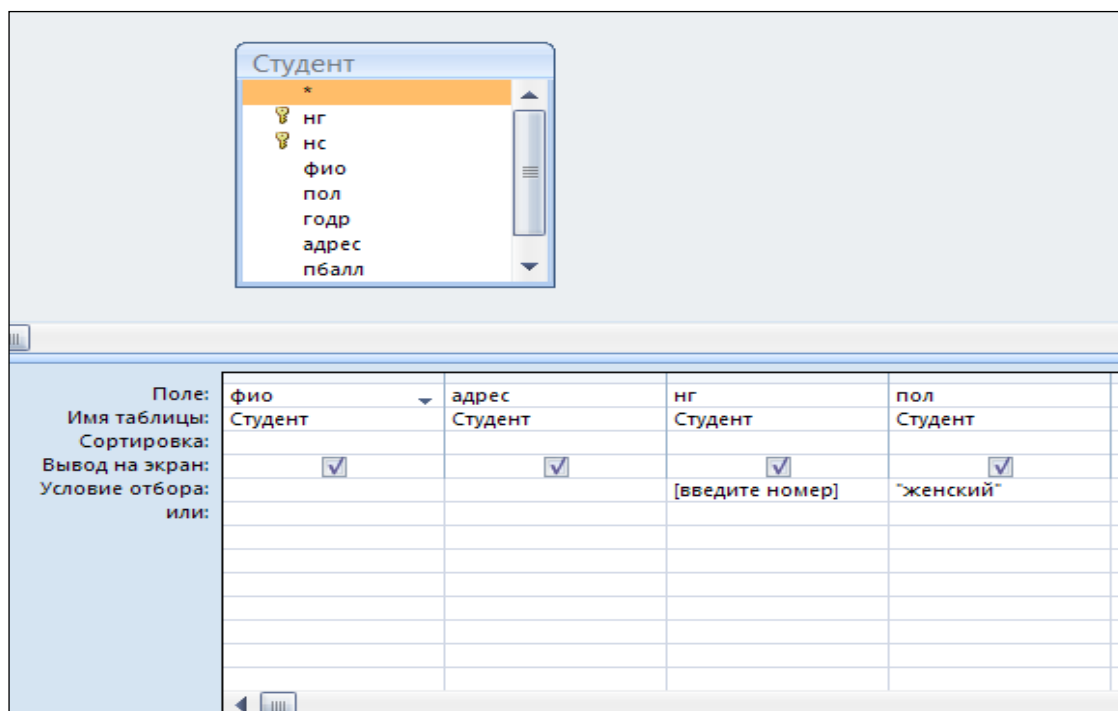 Студент
*
нг
нс
фио
пол
годр
адрес
пбалл
Поле: фио адрес нг пол
Имя таблицы: Студент Студент Студент Студент
Сортировка:
Вывод на экран:
Условие отбора: [введите номер] "женский"
или: